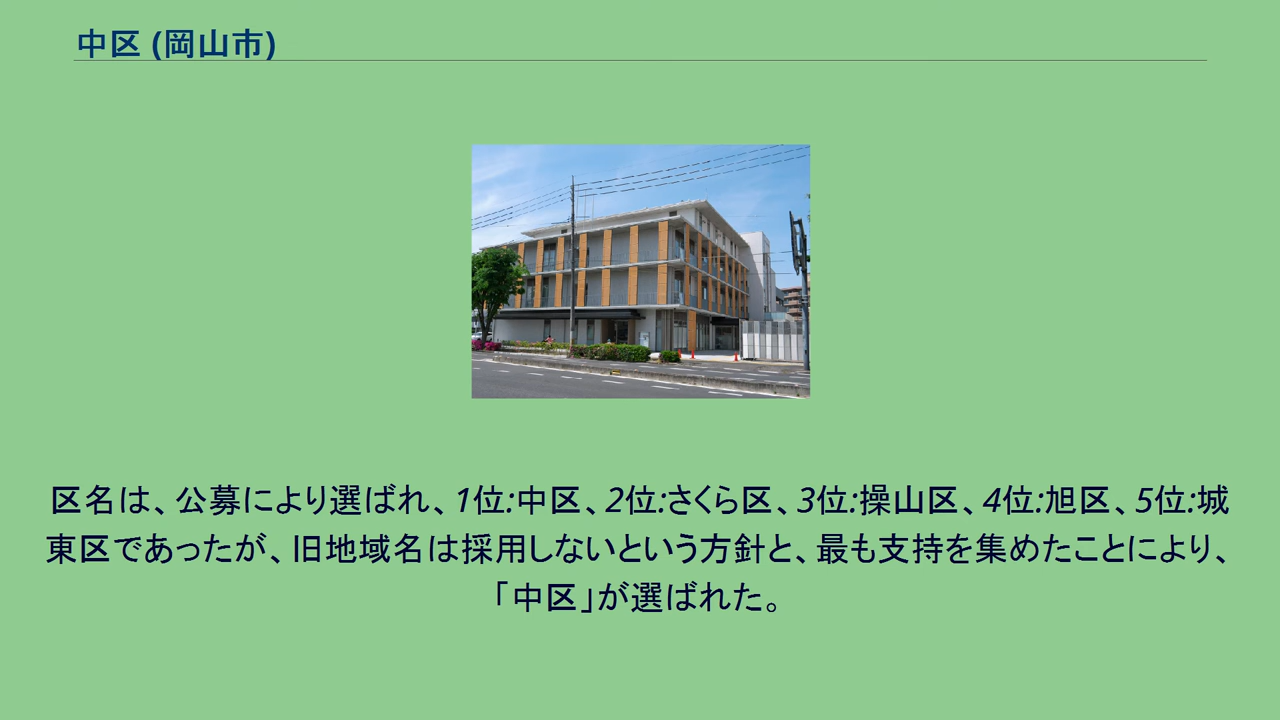 中区 (岡山市)
区名は、公募により選ばれ、1位:中区、2位:さくら区、3位:操山区、4位:旭区、5位:城
東区であったが、旧地域名は採用しないという方針と、最も支持を集めたことにより、
「中区」が選ばれた。